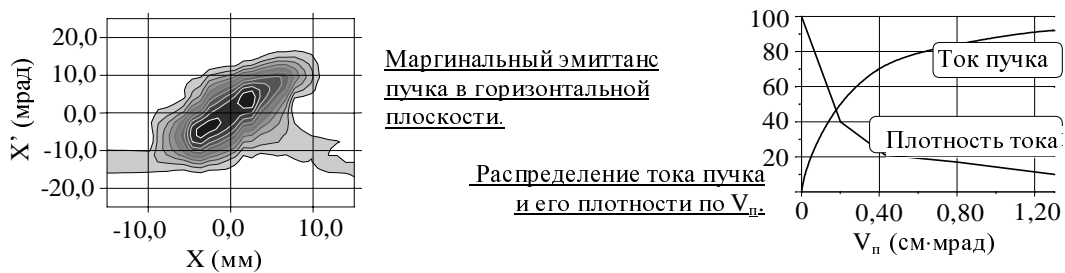 20,0
10,0
0,0
-10,0
-20,0
X' (мрад)
-10,0 0,0 10,0
X (мм)
Маргинальный эмиттанс
пучка в горизонтальной
плоскости.
Распределение тока пучка
и его плотности по Vп.
100
80
60
40
20
Ток пучка
Плотность тока
0 0,40 0,80 1,20
Vп (см·мрад)